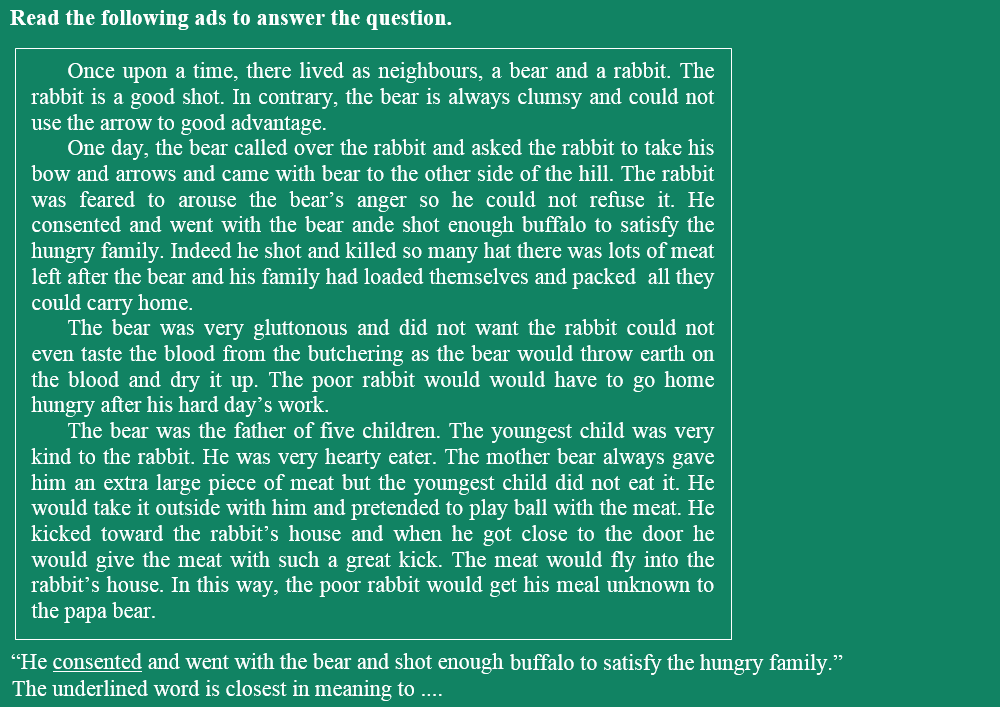 Read the following ads to answer the question.
Once upon a time, there lived as neighbours, a bear and a rabbit. The
rabbit is a good shot. In contrary, the bear is always clumsy and could not
use the arrow to good advantage.
One day, the bear called over the rabbit and asked the rabbit to take his
bow and arrows and came with bear to the other side of the hill. The rabbit
was feared to arouse the bear’s anger so he could not refuse it. He
consented and went with the bear ande shot enough buffalo to satisfy the
hungry family. Indeed he shot and killed so many hat there was lots of meat
left after the bear and his family had loaded themselves and packed all they
could carry home.
The bear was very gluttonous and did not want the rabbit could not
even taste the blood from the butchering as the bear would throw earth on
the blood and dry it up. The poor rabbit would would have to go home
hungry after his hard day’s work.
The bear was the father of five children. The youngest child was very
kind to the rabbit. He was very hearty eater. The mother bear always gave
him an extra large piece of meat but the youngest child did not eat it. He
would take it outside with him and pretended to play ball with the meat. He
kicked toward the rabbit’s house and when he got close to the door he
would give the meat with such a great kick. The meat would fly into the
rabbit’s house. In this way, the poor rabbit would get his meal unknown to
the papa bear.
“He consented and went with the bear and shot enough buffalo to satisfy the hungry family.”
The underlined word is closest in meaning to ....